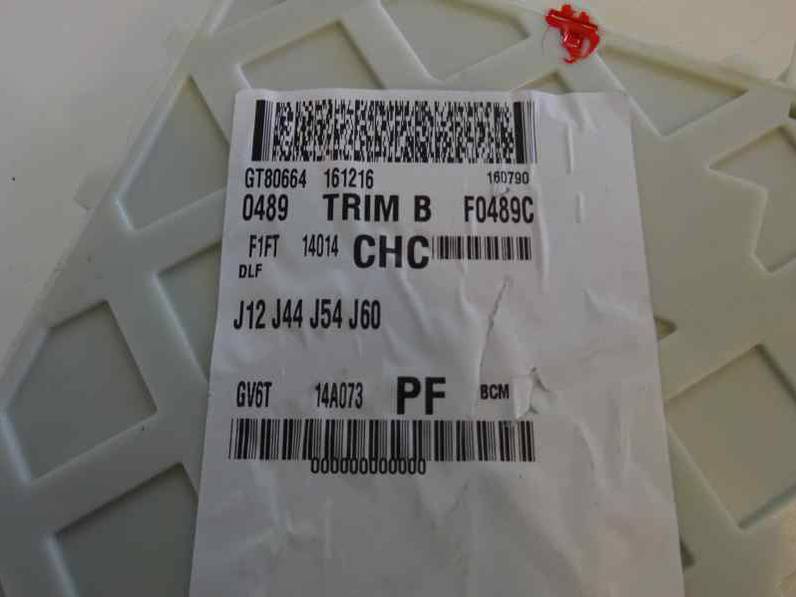 GT80664 161216 160790
0489 TRIM B F0489C
F1FT 14014 CHC
DLF
J12 J44 J54 J60
GV6T 14A073 PF BCM
000000000000